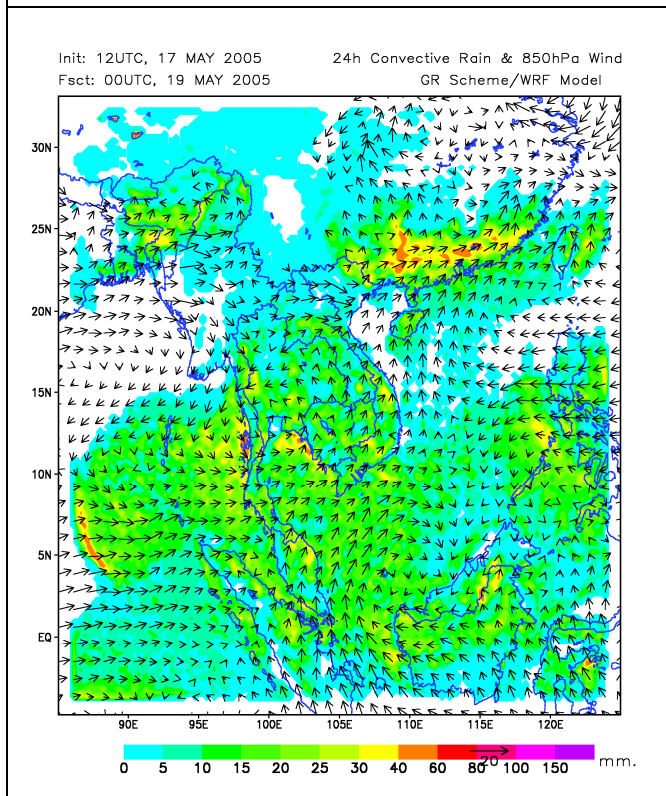 Init: 12UTC, 17 MAY 2005 24h Convective Rain & 850hPa Wind
Fsct: 00UTC, 19 MAY 2005 GR Scheme/WRF Model
30N
25N
20N
15N
10N
5N
EQ
90E 95E 100E 105E 110E 115E 120E
20
0 5 10 15 20 25 30 40 60 80 100 150 mm.